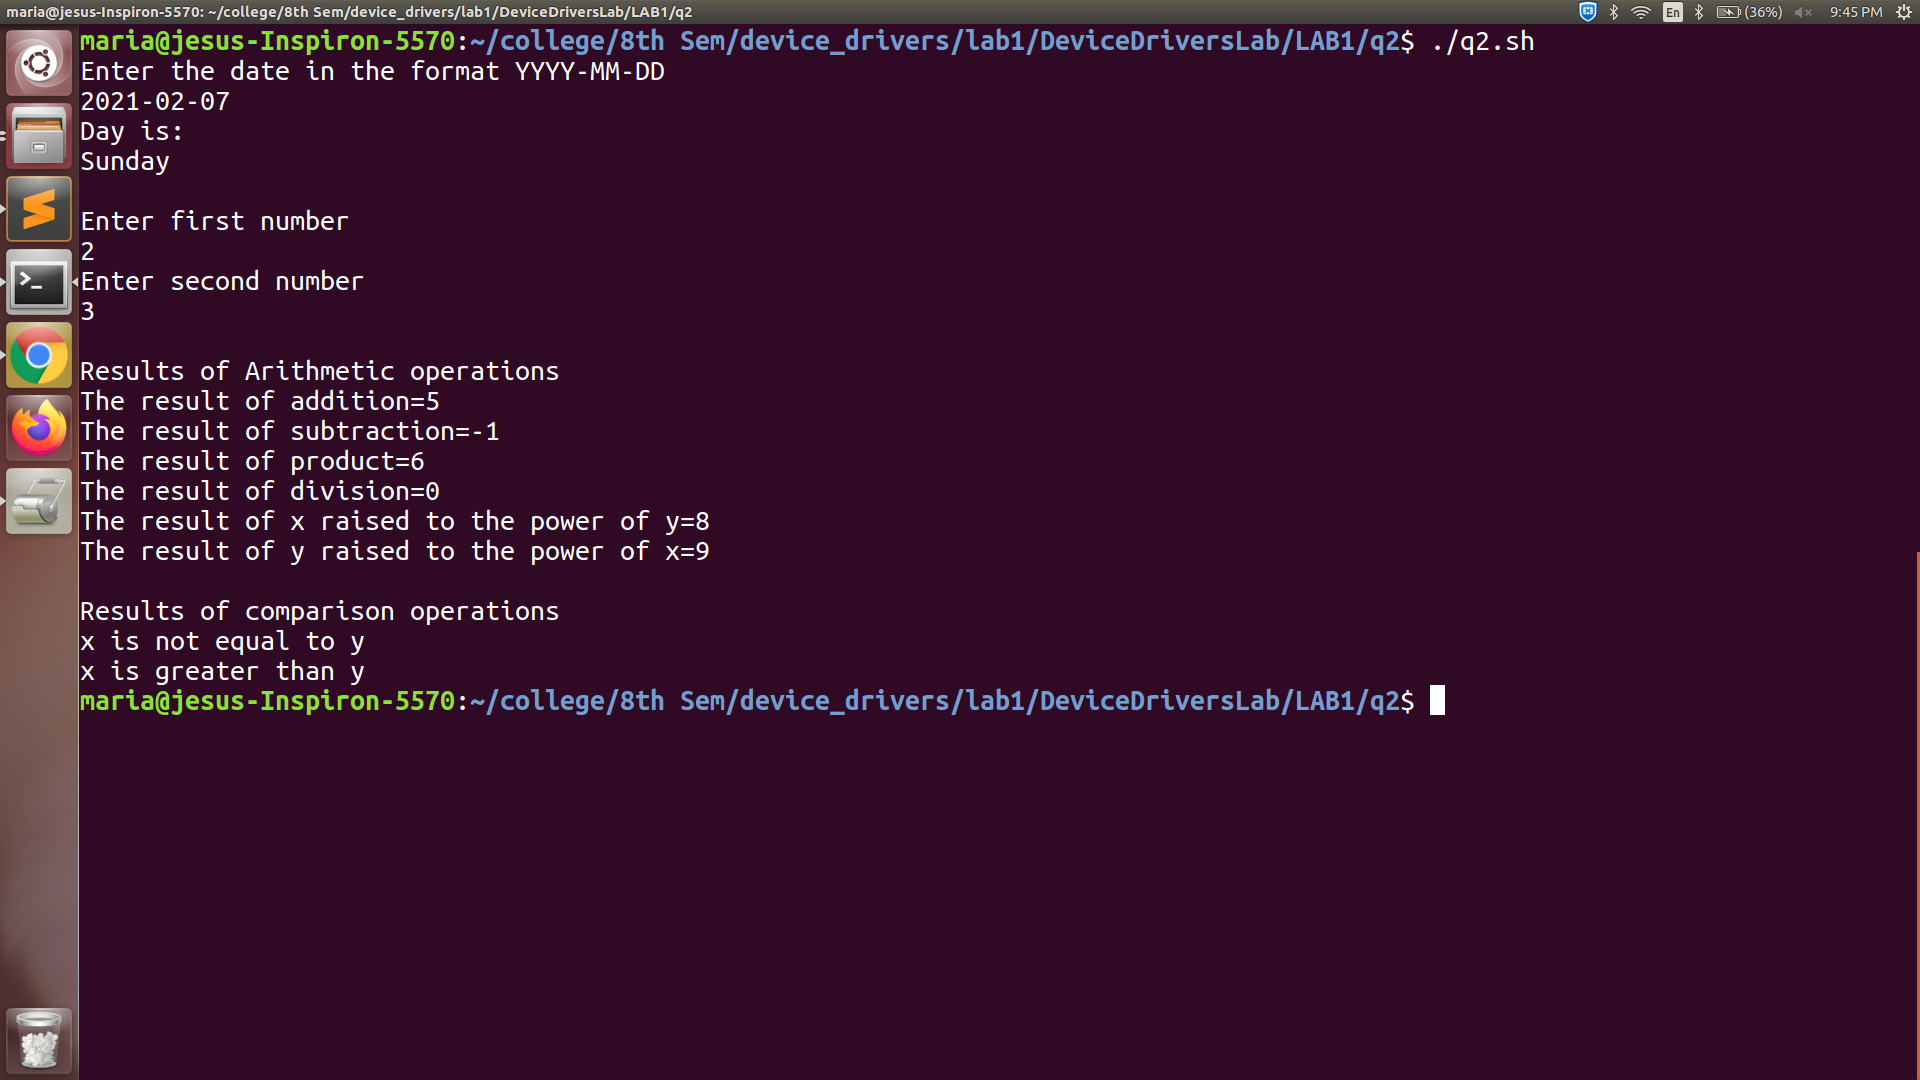 maria@jesus-Inspiron-5570: ~/college/8th Sem/device_drivers/lab1/DeviceDriversLab/LAB1/q2
En
(36%)
9:45 PM
maria@jesus-Inspiron-5570:~/college/8th Sem/device_drivers/lab1/DeviceDriversLab/LAB1/q2$ ./q2.sh
Enter the date in the format YYYY-MM-DD
2021-02-07
Day is:
Sunday
Enter first number
2
Enter second number
3
Results of Arithmetic operations
The result of addition=5
The result of subtraction=-1
The result of product=6
The result of division=0
The result of x raised to the power of y=8
The result of y raised to the power of x=9
Results of comparison operations
x is not equal to y
x is greater than y
maria@jesus-Inspiron-5570:~/college/8th Sem/device_drivers/lab1/DeviceDriversLab/LAB1/q2$